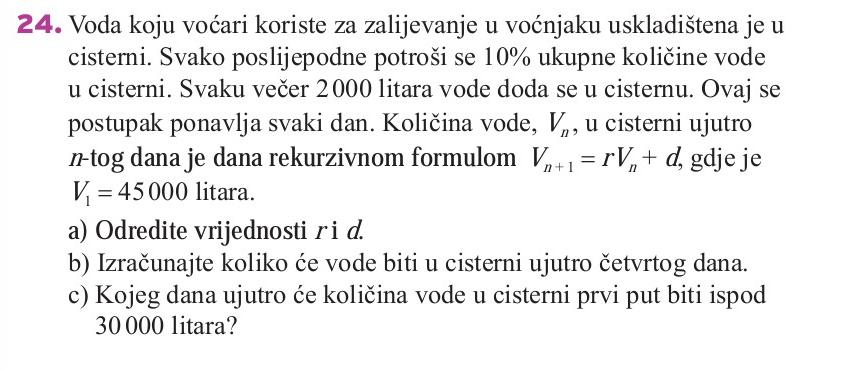 24. Voda koju voćari koriste za zalijevanje u voćnjaku uskladištena je u
cisterni. Svako poslijepodne potroši se 10% ukupne količine vode
u cisterni. Svaku večer 2 000 litara vode doda se u cisternu. Ovaj se
postupak ponavlja svaki dan. Količina vode, Vₙ, u cisterni ujutro
n-tog dana je dana rekurzivnom formulom Vₙ₊₁ = rVₙ + d, gdje je
V₁ = 45 000 litara.
a) Odredite vrijednosti r i d.
b) Izračunajte koliko će vode biti u cisterni ujutro četvrtog dana.
c) Kojeg dana ujutro će količina vode u cisterni prvi put biti ispod
30 000 litara?